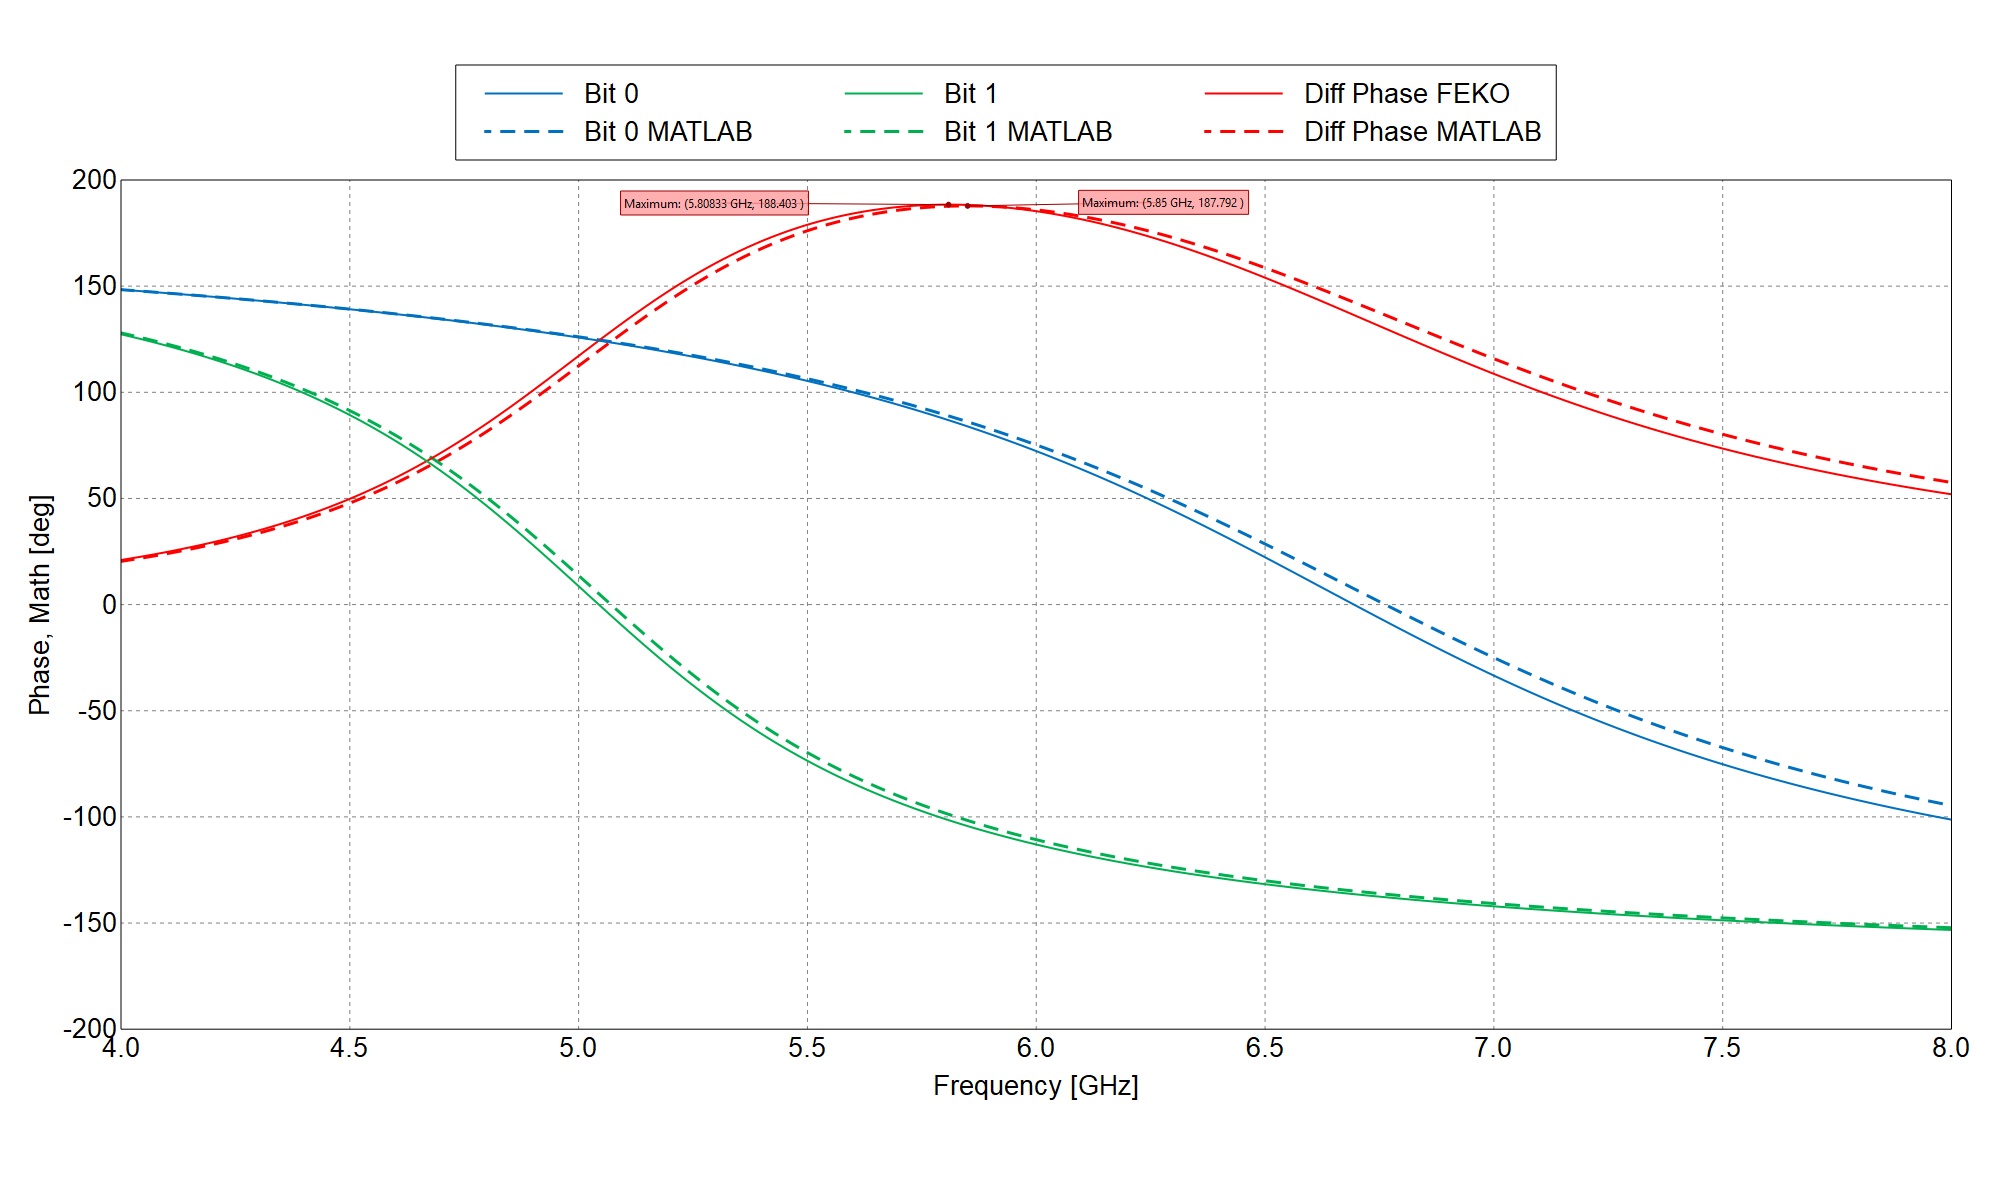 Bit 0 Bit 1 Diff Phase FEKO
Bit 0 MATLAB Bit 1 MATLAB Diff Phase MATLAB
Maximum: (5.80833 GHz, 188.403 )
Maximum: (5.85 GHz, 187.792 )
200
150
100
50
0
-50
-100
-150
-200
Phase, Math [deg]
4.0 4.5 5.0 5.5 6.0 6.5 7.0 7.5 8.0
Frequency [GHz]